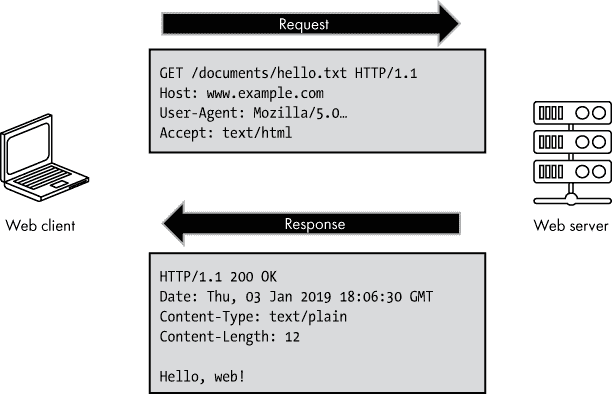 Request
GET /documents/hello.txt HTTP/1.1
Host: www.example.com
User-Agent: Mozilla/5.0…
Accept: text/html
Web client
Web server
Response
HTTP/1.1 200 OK
Date: Thu, 03 Jan 2019 18:06:30 GMT
Content-Type: text/plain
Content-Length: 12
Hello, web!